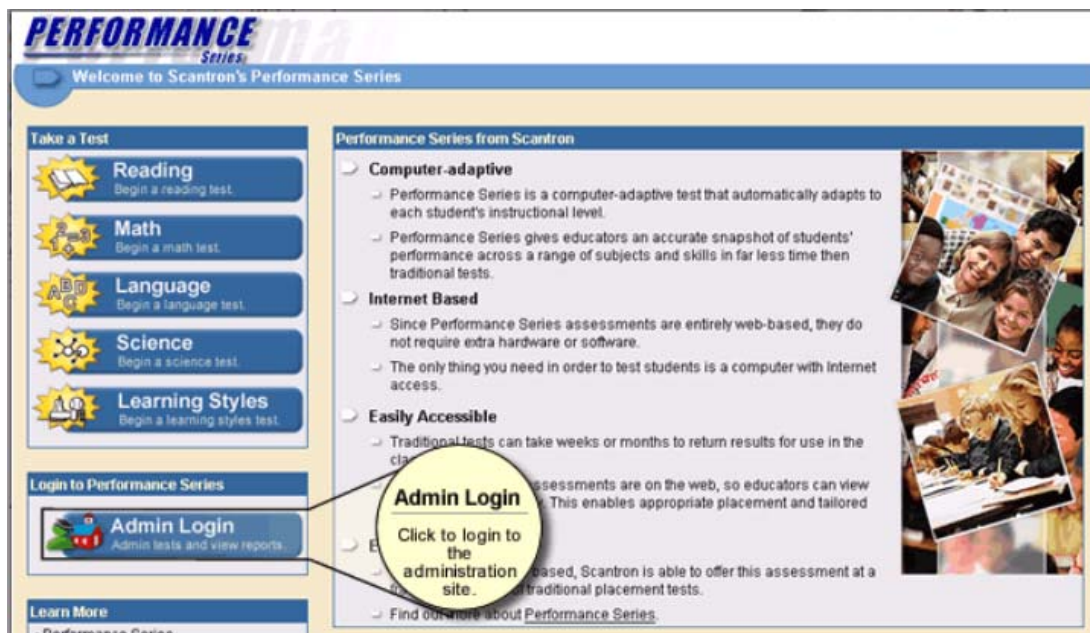 PERFORMANCE
Series
Welcome to Scantron's Performance Series
Take a Test
Reading
Begin a reading test.
Math
Begin a math test.
Language
Begin a language test.
Science
Begin a science test.
Learning Styles
Begin a learning styles test.
Login to Performance Series
Admin Login
Admin tests and view reports.
Learn More
Performance Series
Performance Series from Scantron
Computer-adaptive
Performance Series is a computer-adaptive test that automatically adapts to
each student's instructional level.
Performance Series gives educators an accurate snapshot of students'
performance across a range of subjects and skills in far less time then
traditional tests.
Internet Based
Since Performance Series assessments are entirely web-based, they do
not require extra hardware or software.
The only thing you need in order to test students is a computer with Internet
access.
Easily Accessible
Traditional tests can take weeks or months to return results for use in the
assessments are on the web, so educators can view
This enables appropriate placement and tailored
based, Scantron is able to offer this assessment at a
traditional placement tests.
Find out more about Performance Series.
Admin Login
Click to login to
the
administration
site.